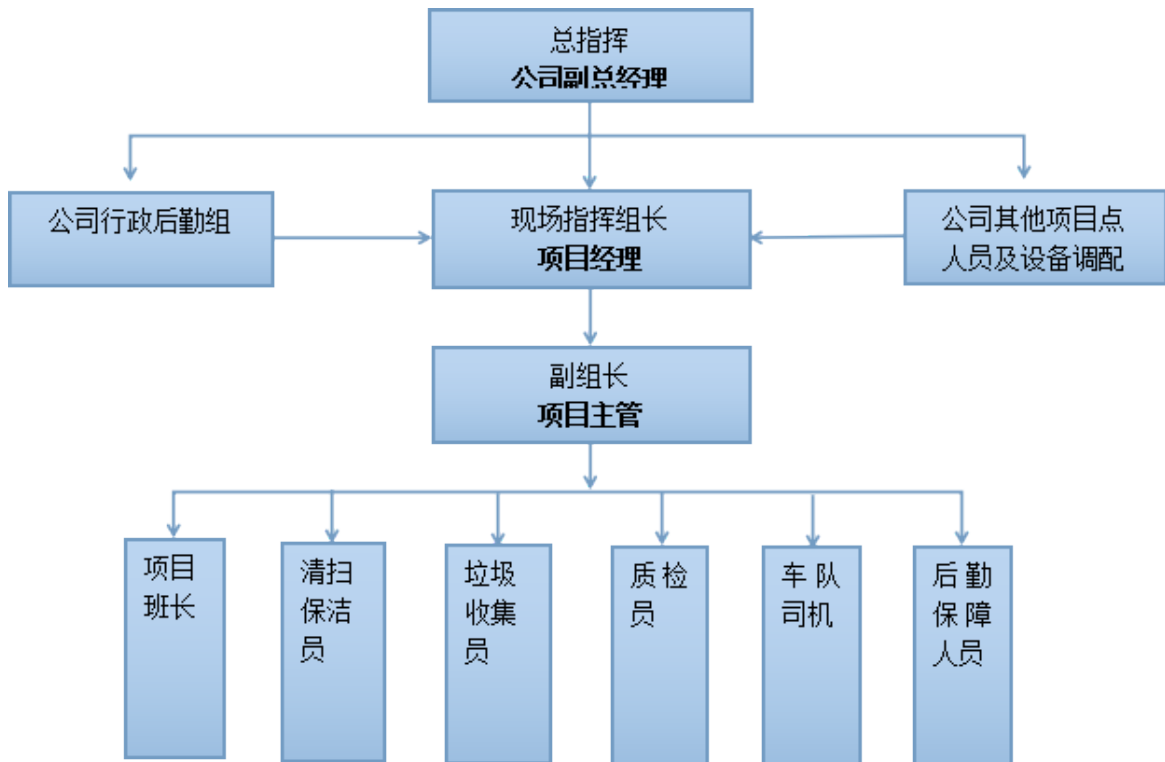 总指挥
公司副总经理
公司行政后勤组
现场指挥组长
项目经理
公司其他项目点
人员及设备调配
副组长
项目主管
项目
班长
清扫
保洁
员
垃圾
收集
员
质检
员
车队
司机
后勤
保障
人员